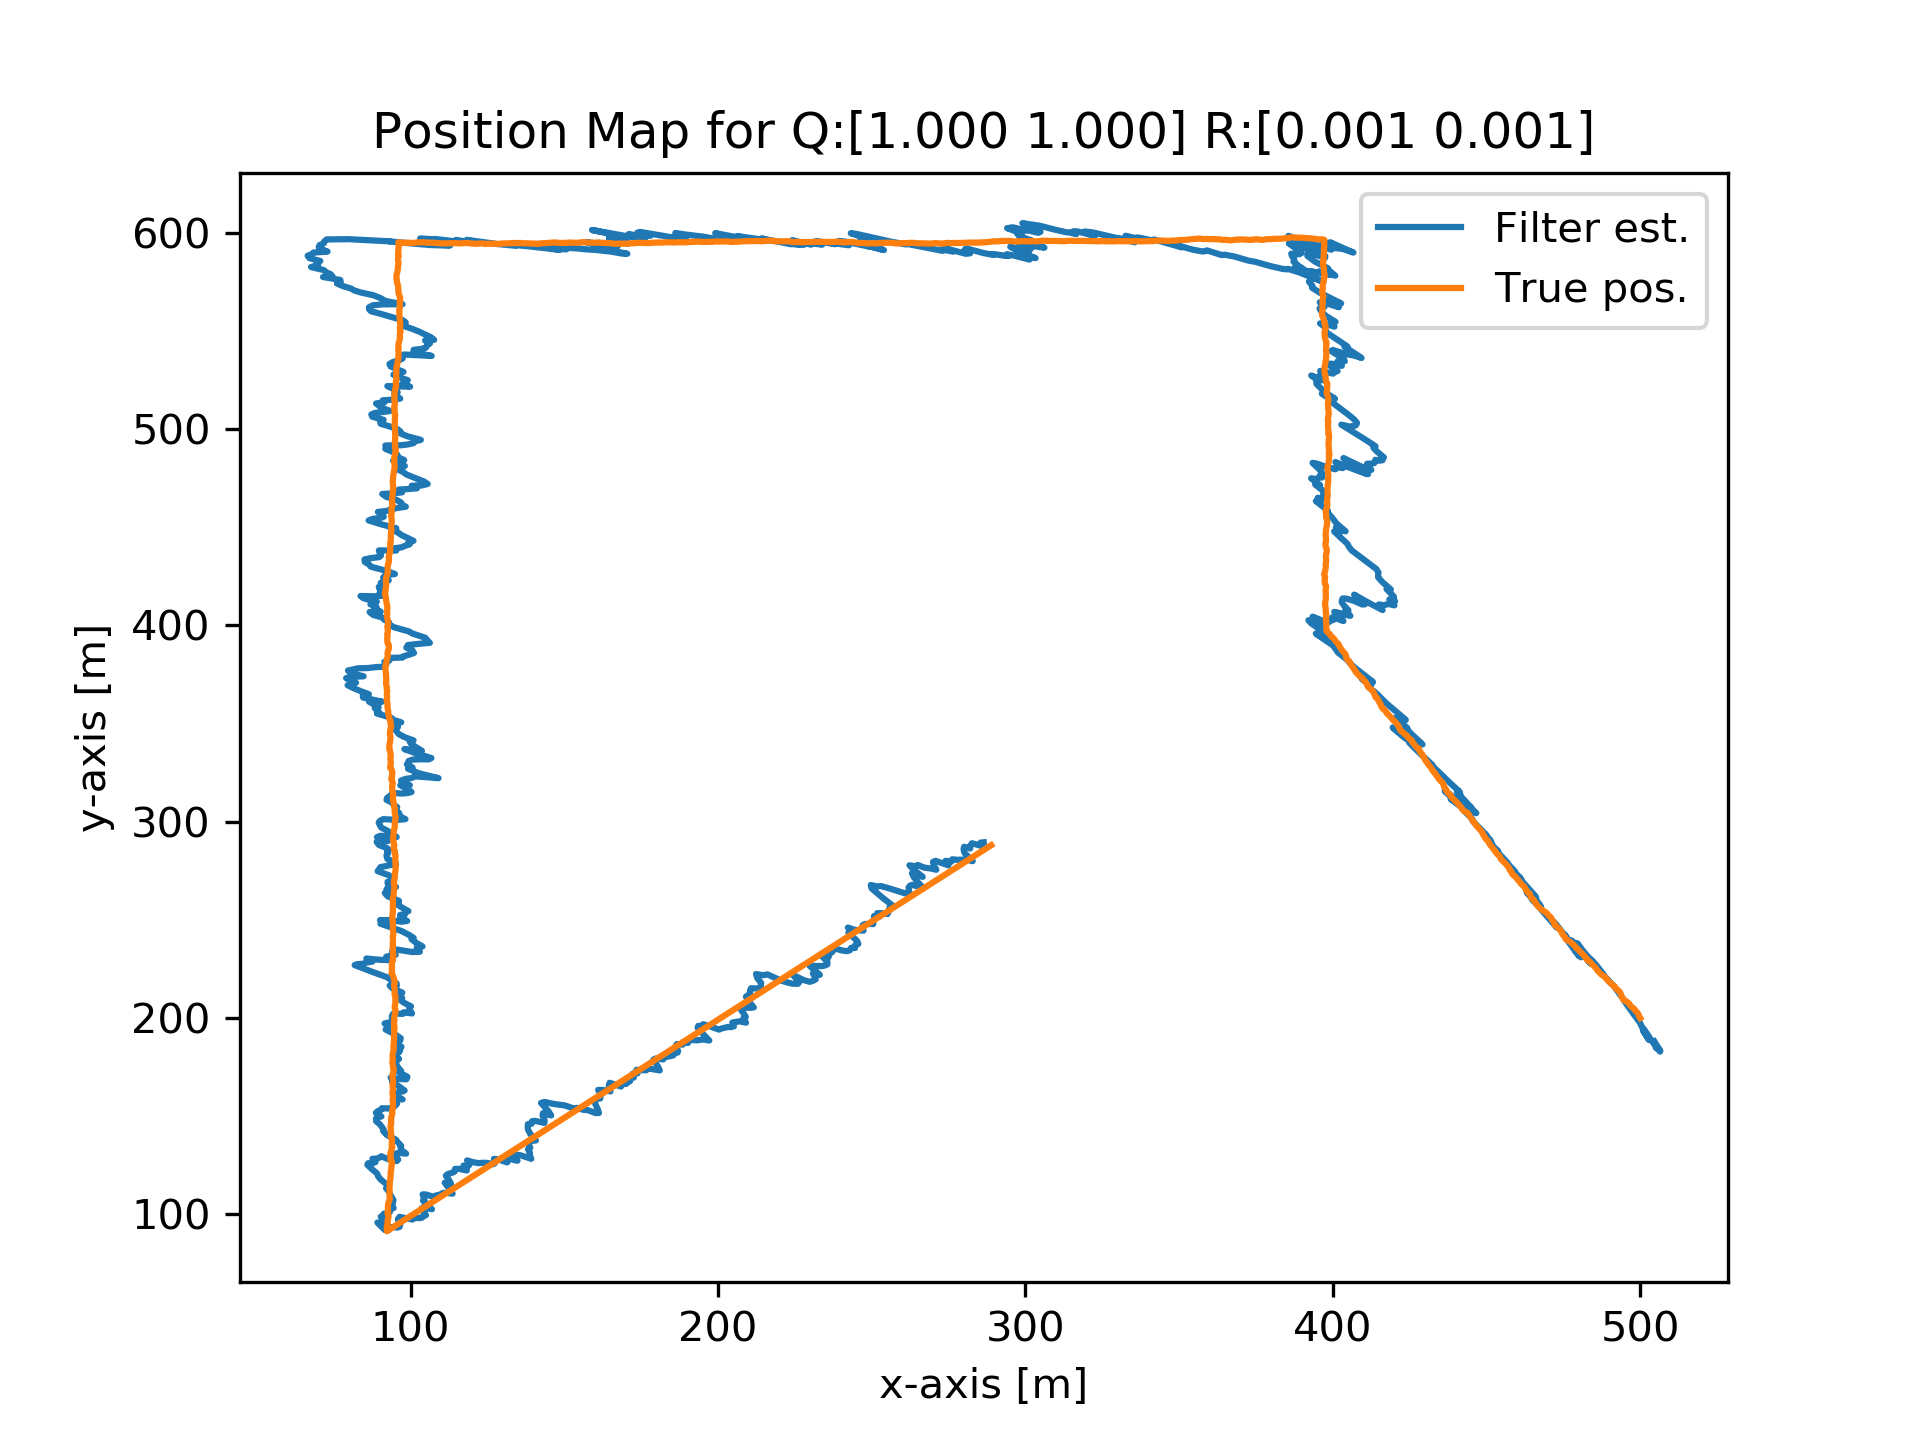 Position Map for Q:[1.000 1.000] R:[0.001 0.001]
Filter est.
True pos.
600
500
400
300
200
100
y-axis [m]
100 200 300 400 500
x-axis [m]